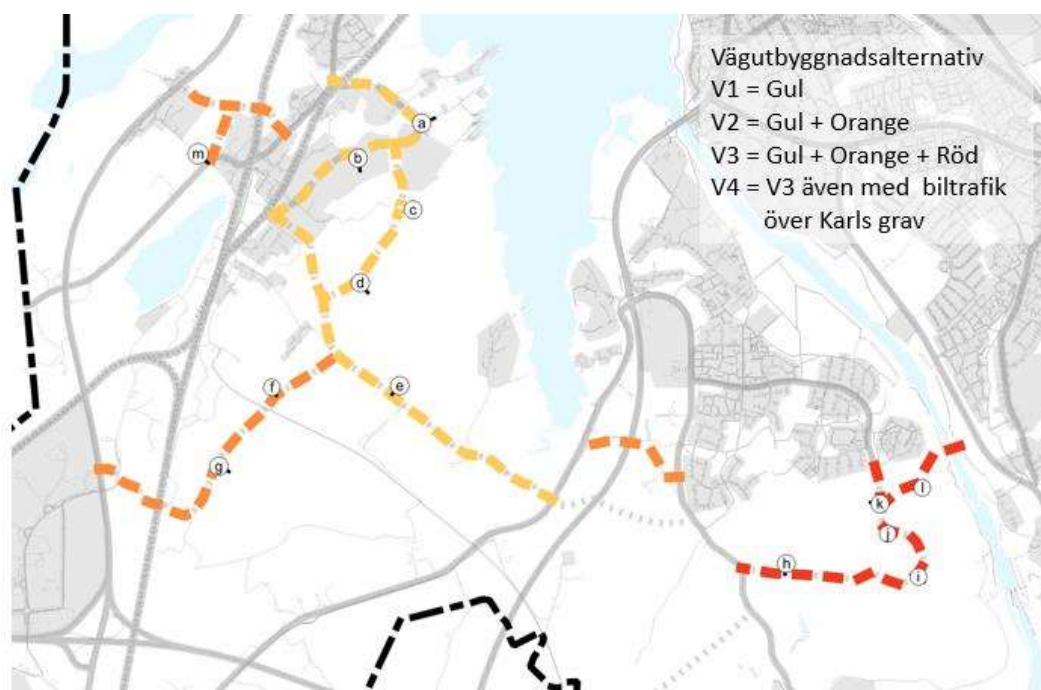 Vägutbyggnadsalternativ
V1 = Gul
V2 = Gul + Orange
V3 = Gul + Orange + Röd
V4 = V3 även med biltrafik
över Karls grav
a
m
b
c
d
f
e
g
l
k
j
h
i